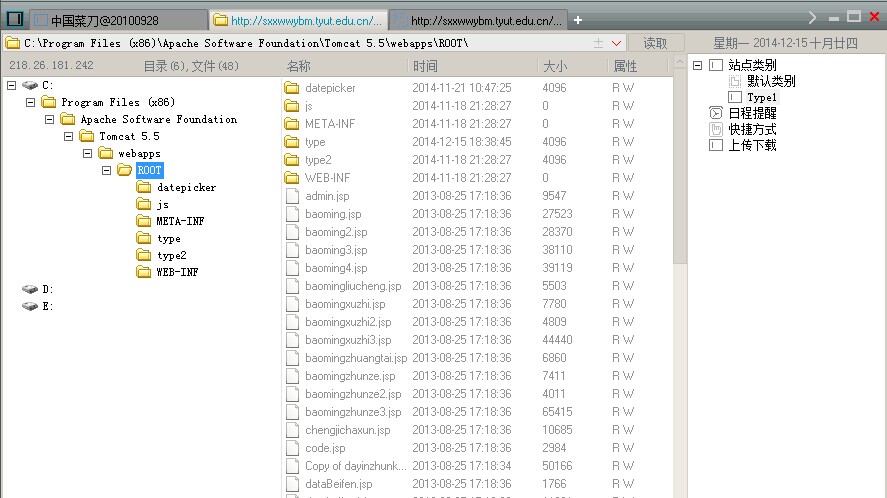 中国菜刀@20100928
http://sxxwwybm.tyut.edu.cn/...
http://sxxwwybm.tyut.edu.cn/...
C:\Program Files (x86)\Apache Software Foundation\Tomcat 5.5\webapps\ROOT\
读取
星期一 2014-12-15 十月廿四
218.26.181.242
目录(6),文件(48)
C:
Program Files (x86)
Apache Software Foundation
Tomcat 5.5
webapps
ROOT
datepicker
js
META-INF
type
type2
WEB-INF
D:
E:
名称 时间 大小 属性
datepicker 2014-11-21 10:47:25 4096 R W
js 2014-11-18 21:28:27 0 R W
META-INF 2014-11-18 21:28:27 0 R W
type 2014-12-15 18:38:45 4096 R W
type2 2014-11-18 21:28:27 4096 R W
WEB-INF 2014-11-18 21:28:27 0 R W
admin.jsp 2013-08-25 17:18:36 9547 R W
baoming.jsp 2013-08-25 17:18:36 27523 R W
baoming2.jsp 2013-08-25 17:18:36 28370 R W
baoming3.jsp 2013-08-25 17:18:36 38110 R W
baoming4.jsp 2013-08-25 17:18:36 39119 R W
baomingliucheng.jsp 2013-08-25 17:18:36 5503 R W
baomingxuzhi.jsp 2013-08-25 17:18:36 7780 R W
baomingxuzhi2.jsp 2013-08-25 17:18:36 4809 R W
baomingxuzhi3.jsp 2013-08-25 17:18:36 44440 R W
baomingzhuangtai.jsp 2013-08-25 17:18:36 6860 R W
baomingzhunze.jsp 2013-08-25 17:18:36 7411 R W
baomingzhunze2.jsp 2013-08-25 17:18:36 4011 R W
baomingzhunze3.jsp 2013-08-25 17:18:36 65415 R W
chengjichaxun.jsp 2013-08-25 17:18:36 10685 R W
code.jsp 2013-08-25 17:18:36 2984 R W
Copy of dayinzhunk... 2013-08-25 17:18:34 50166 R W
dataBeifen.jsp 2013-08-25 17:18:36 1766 R W
站点类别
默认类别
Type1
日程提醒
快捷方式
上传下载